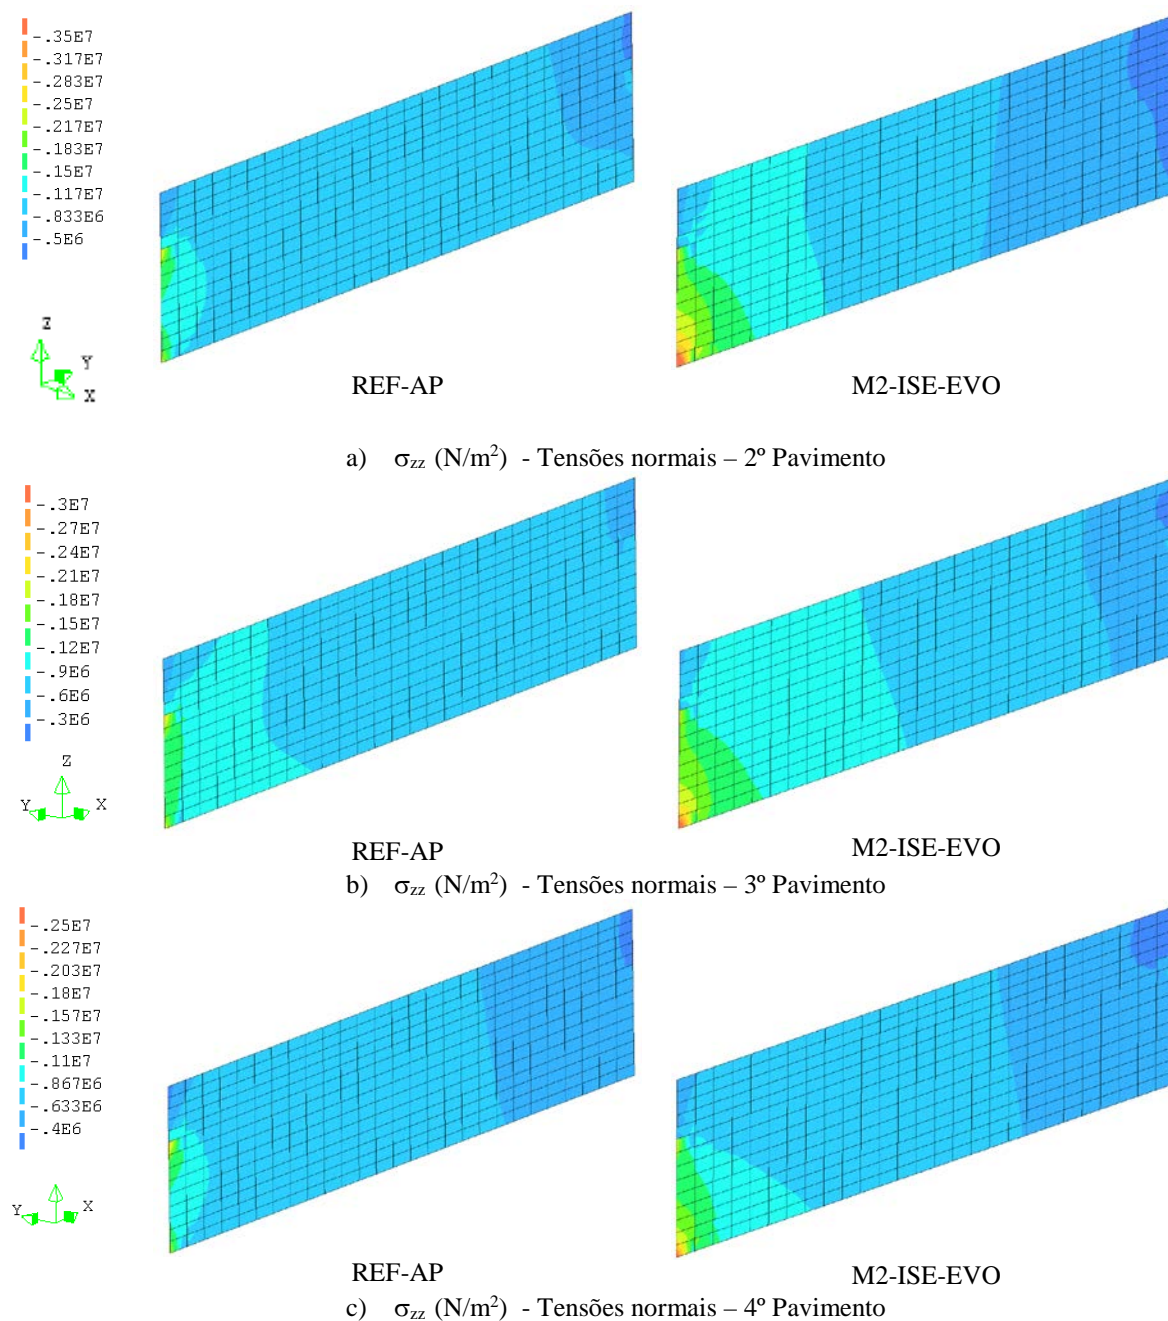 -.35E7
-.317E7
-.283E7
-.25E7
-.217E7
-.183E7
-.15E7
-.117E7
-.833E6
-.5E6
Z
Y
X
REF-AP
M2-ISE-EVO
a) σzz (N/m²) - Tensões normais – 2º Pavimento
-.3E7
-.27E7
-.24E7
-.21E7
-.18E7
-.15E7
-.12E7
-.9E6
-.6E6
-.3E6
Z
Y X
REF-AP
M2-ISE-EVO
b) σzz (N/m²) - Tensões normais – 3º Pavimento
-.25E7
-.227E7
-.203E7
-.18E7
-.157E7
-.133E7
-.11E7
-.867E6
-.633E6
-.4E6
Y X
REF-AP
M2-ISE-EVO
c) σzz (N/m²) - Tensões normais – 4º Pavimento